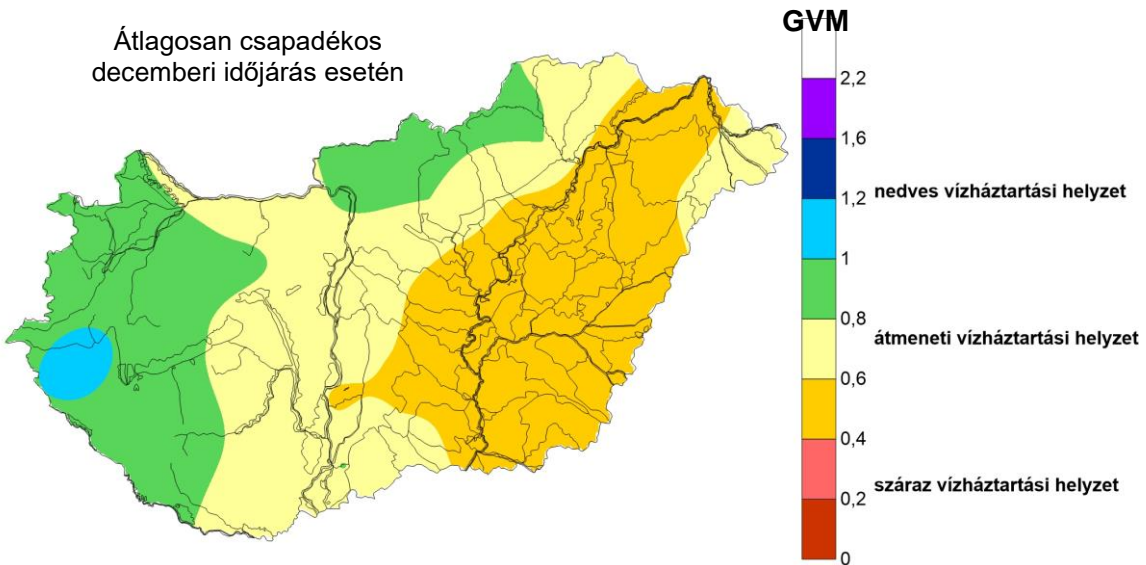 Átlagosan csapadékos
decemberi időjárás esetén
GVM
2,2
1,6
1,2
nedves vízháztartási helyzet
1
0,8
átmeneti vízháztartási helyzet
0,6
0,4
száraz vízháztartási helyzet
0,2
0